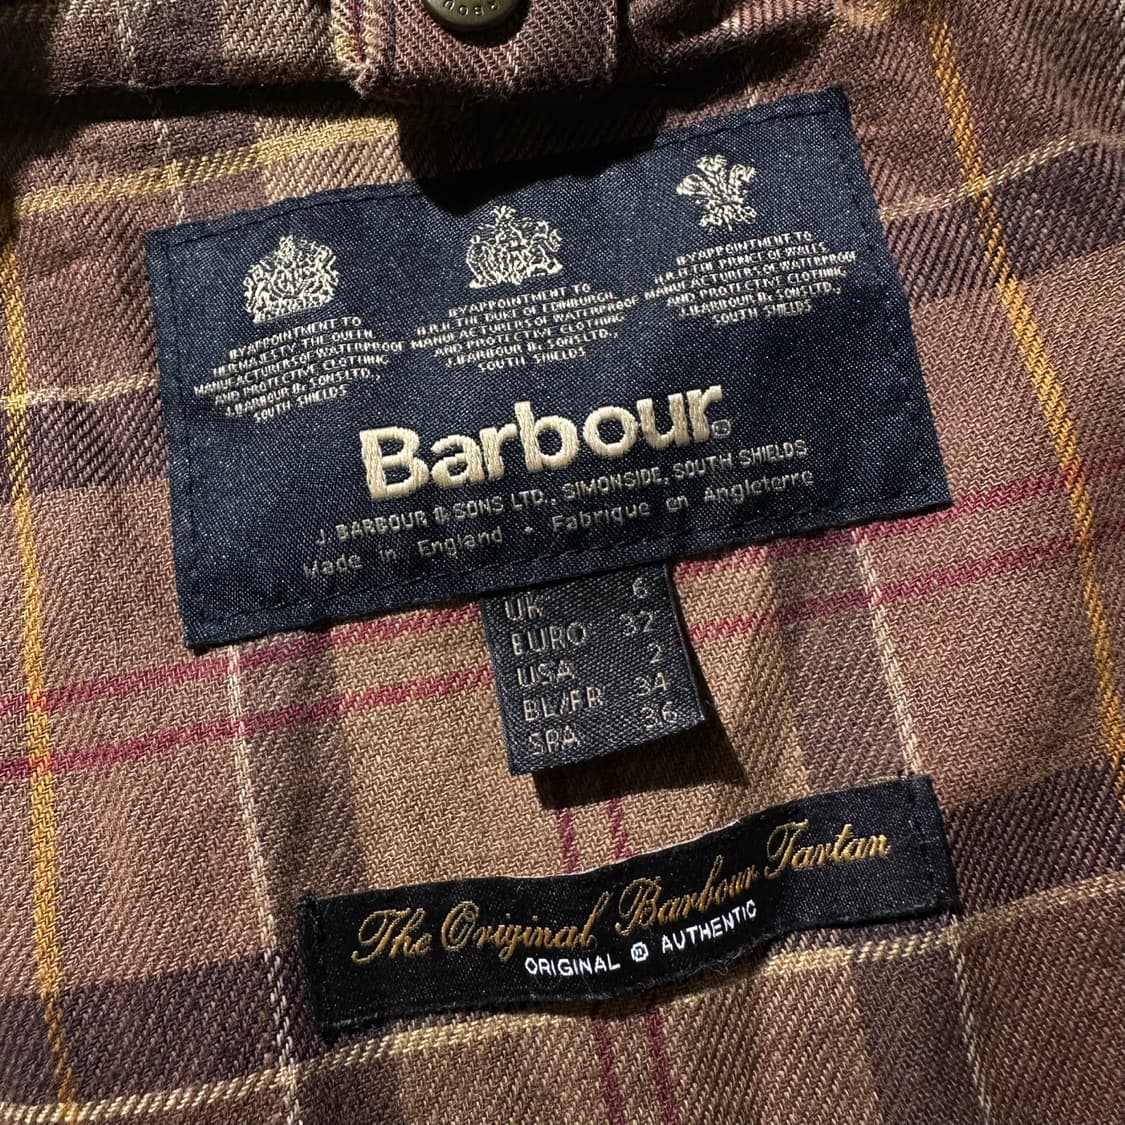 BOU
BY APPOINTMENT TO
HER MAJESTY THE QUEEN
MANUFACTURERS OF WATERPROOF
AND PROTECTIVE CLOTHING
J. BARBOUR & SONS LTD.,
SOUTH SHIELDS
BY APPOINTMENT TO
H.R.H THE DUKE OF EDINBURGH,
MANUFACTURERS OF WATERPROOF
AND PROTECTIVE CLOTHING
J. BARBOUR & SONS LTD.,
SOUTH SHIELDS
BY APPOINTMENT TO
H.R.H THE PRINCE OF WALES
MANUFACTURERS OF WATERPROOF
AND PROTECTIVE CLOTHING
J. BARBOUR & SONS LTD.,
SOUTH SHIELDS
Barbour®
J. BARBOUR & SONS LTD., SIMONSIDE, SOUTH SHIELDS
Made in England · Fabriqué en Angleterre
UK 6
EURO 32
USA 2
BL/FR 34
SPA 36
The Original Barbour Tartan
ORIGINAL ® AUTHENTIC